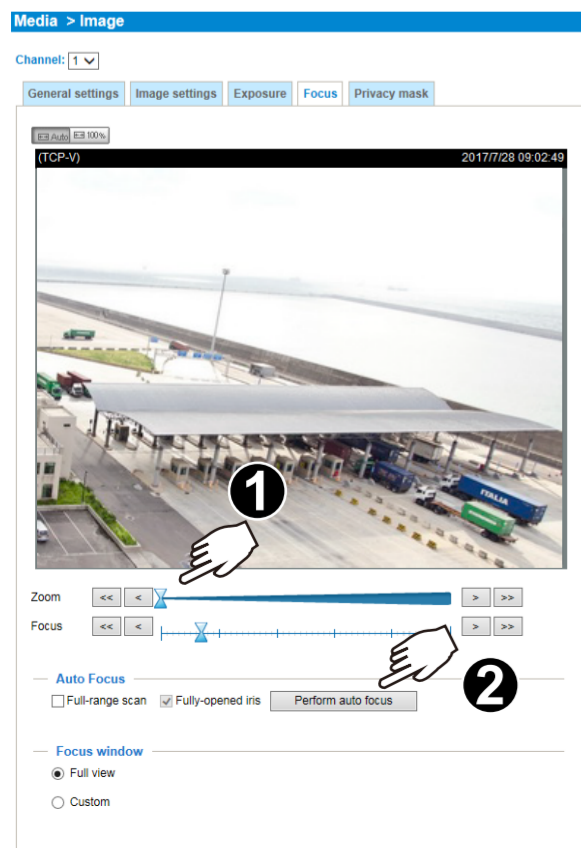 Media > Image
Channel: 1
General settings Image settings Exposure Focus Privacy mask
Auto 100%
(TCP-V) 2017/7/28 09:02:49
ITALIA
1
Zoom << < > >>
Focus << < > >>
2
Auto Focus
Full-range scan Fully-opened iris Perform auto focus
Focus window
Full view
Custom